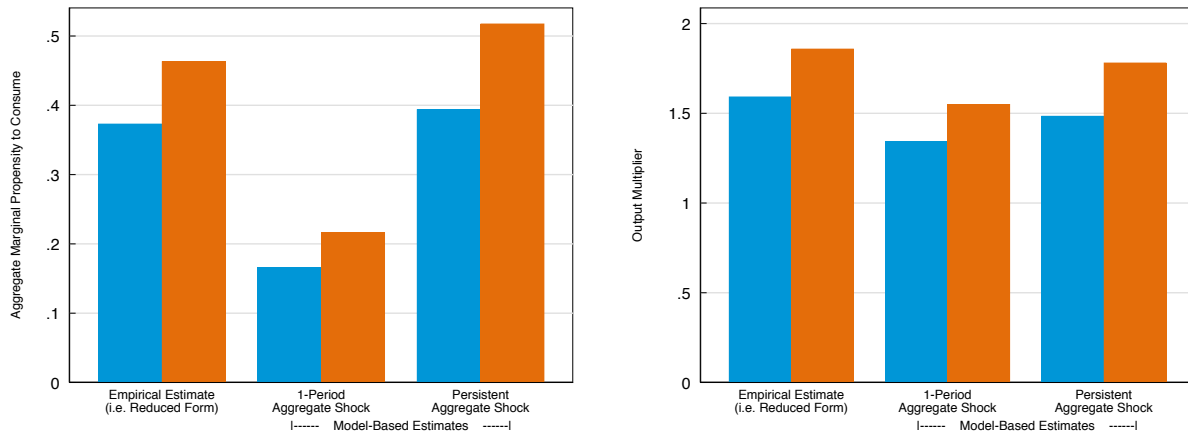 Aggregate Marginal Propensity to Consume
.5
.4
.3
.2
.1
0
Empirical Estimate
(i.e. Reduced Form)
1-Period
Aggregate Shock
Persistent
Aggregate Shock
|------ Model-Based Estimates ------|
Output Multiplier
2
1.5
1
.5
0
Empirical Estimate
(i.e. Reduced Form)
1-Period
Aggregate Shock
Persistent
Aggregate Shock
|------ Model-Based Estimates ------|